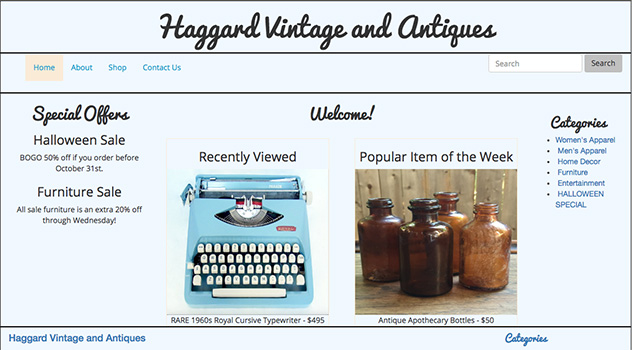 Haggard Vintage and Antiques
Home About Shop Contact Us
Search Search
Special Offers
Halloween Sale
BOGO 50% off if you order before
October 31st.
Furniture Sale
All sale furniture is an extra 20% off
through Wednesday!
Welcome!
Recently Viewed
RARE 1960s Royal Cursive Typewriter - $495
Popular Item of the Week
Antique Apothecary Bottles - $50
Categories
Women's Apparel
Men's Apparel
Home Decor
Furniture
Entertainment
HALLOWEEN
SPECIAL
Haggard Vintage and Antiques
Categories